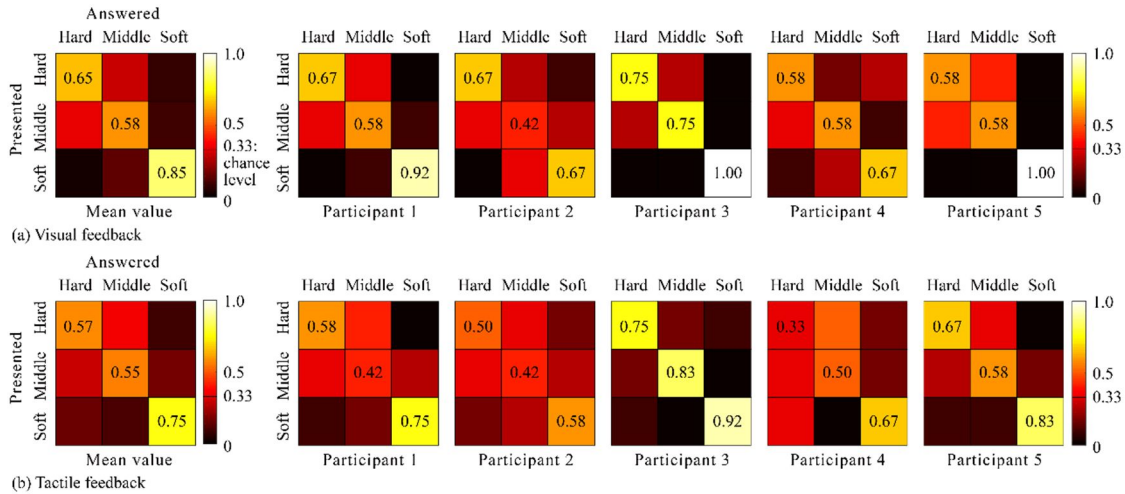 Answered
Hard Middle Soft 1.0 Hard Middle Soft Hard Middle Soft Hard Middle Soft Hard Middle Soft Hard Middle Soft 1.0
Presented
Hard 0.65 Hard 0.67 0.67 0.75 0.58 0.58
Middle 0.58 0.5 Middle 0.58 0.42 0.75 0.58 0.58 0.5
0.33: 0.33
chance
level
Soft 0.85 Soft 0.92 0.67 1.00 0.67 1.00
0 0
Mean value Participant 1 Participant 2 Participant 3 Participant 4 Participant 5
(a) Visual feedback
Answered
Hard Middle Soft 1.0 Hard Middle Soft Hard Middle Soft Hard Middle Soft Hard Middle Soft Hard Middle Soft 1.0
Presented
Hard 0.57 Hard 0.58 0.50 0.75 0.33 0.67
Middle 0.55 0.5 Middle 0.42 0.42 0.83 0.50 0.58 0.5
0.33 0.33
Soft 0.75 Soft 0.75 0.58 0.92 0.67 0.83
0 0
Mean value Participant 1 Participant 2 Participant 3 Participant 4 Participant 5
(b) Tactile feedback